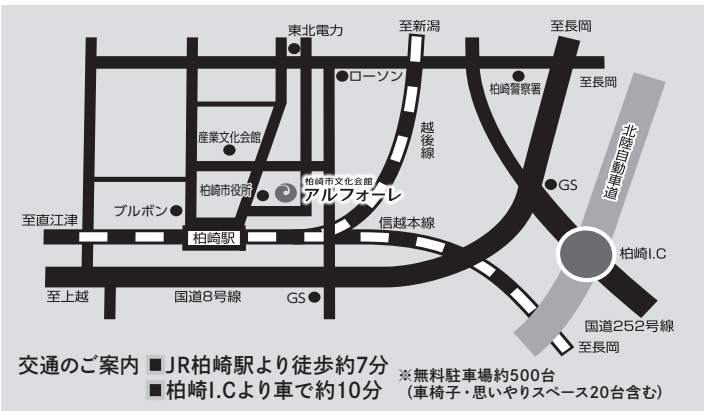 東北電力
至新潟
至長岡
ローソン
柏崎警察署
至長岡
越後線
北陸自動車道
産業文化会館
柏崎市役所
柏崎市文化会館
アルフォーレ
GS
ブルボン
至直江津
信越本線
柏崎駅
柏崎I.C
至上越
国道8号線
GS
国道252号線
至長岡
交通のご案内 ■JR柏崎駅より徒歩約7分
■柏崎I.Cより車で約10分
※無料駐車場約500台
(車椅子・思いやりスペース20台含む)